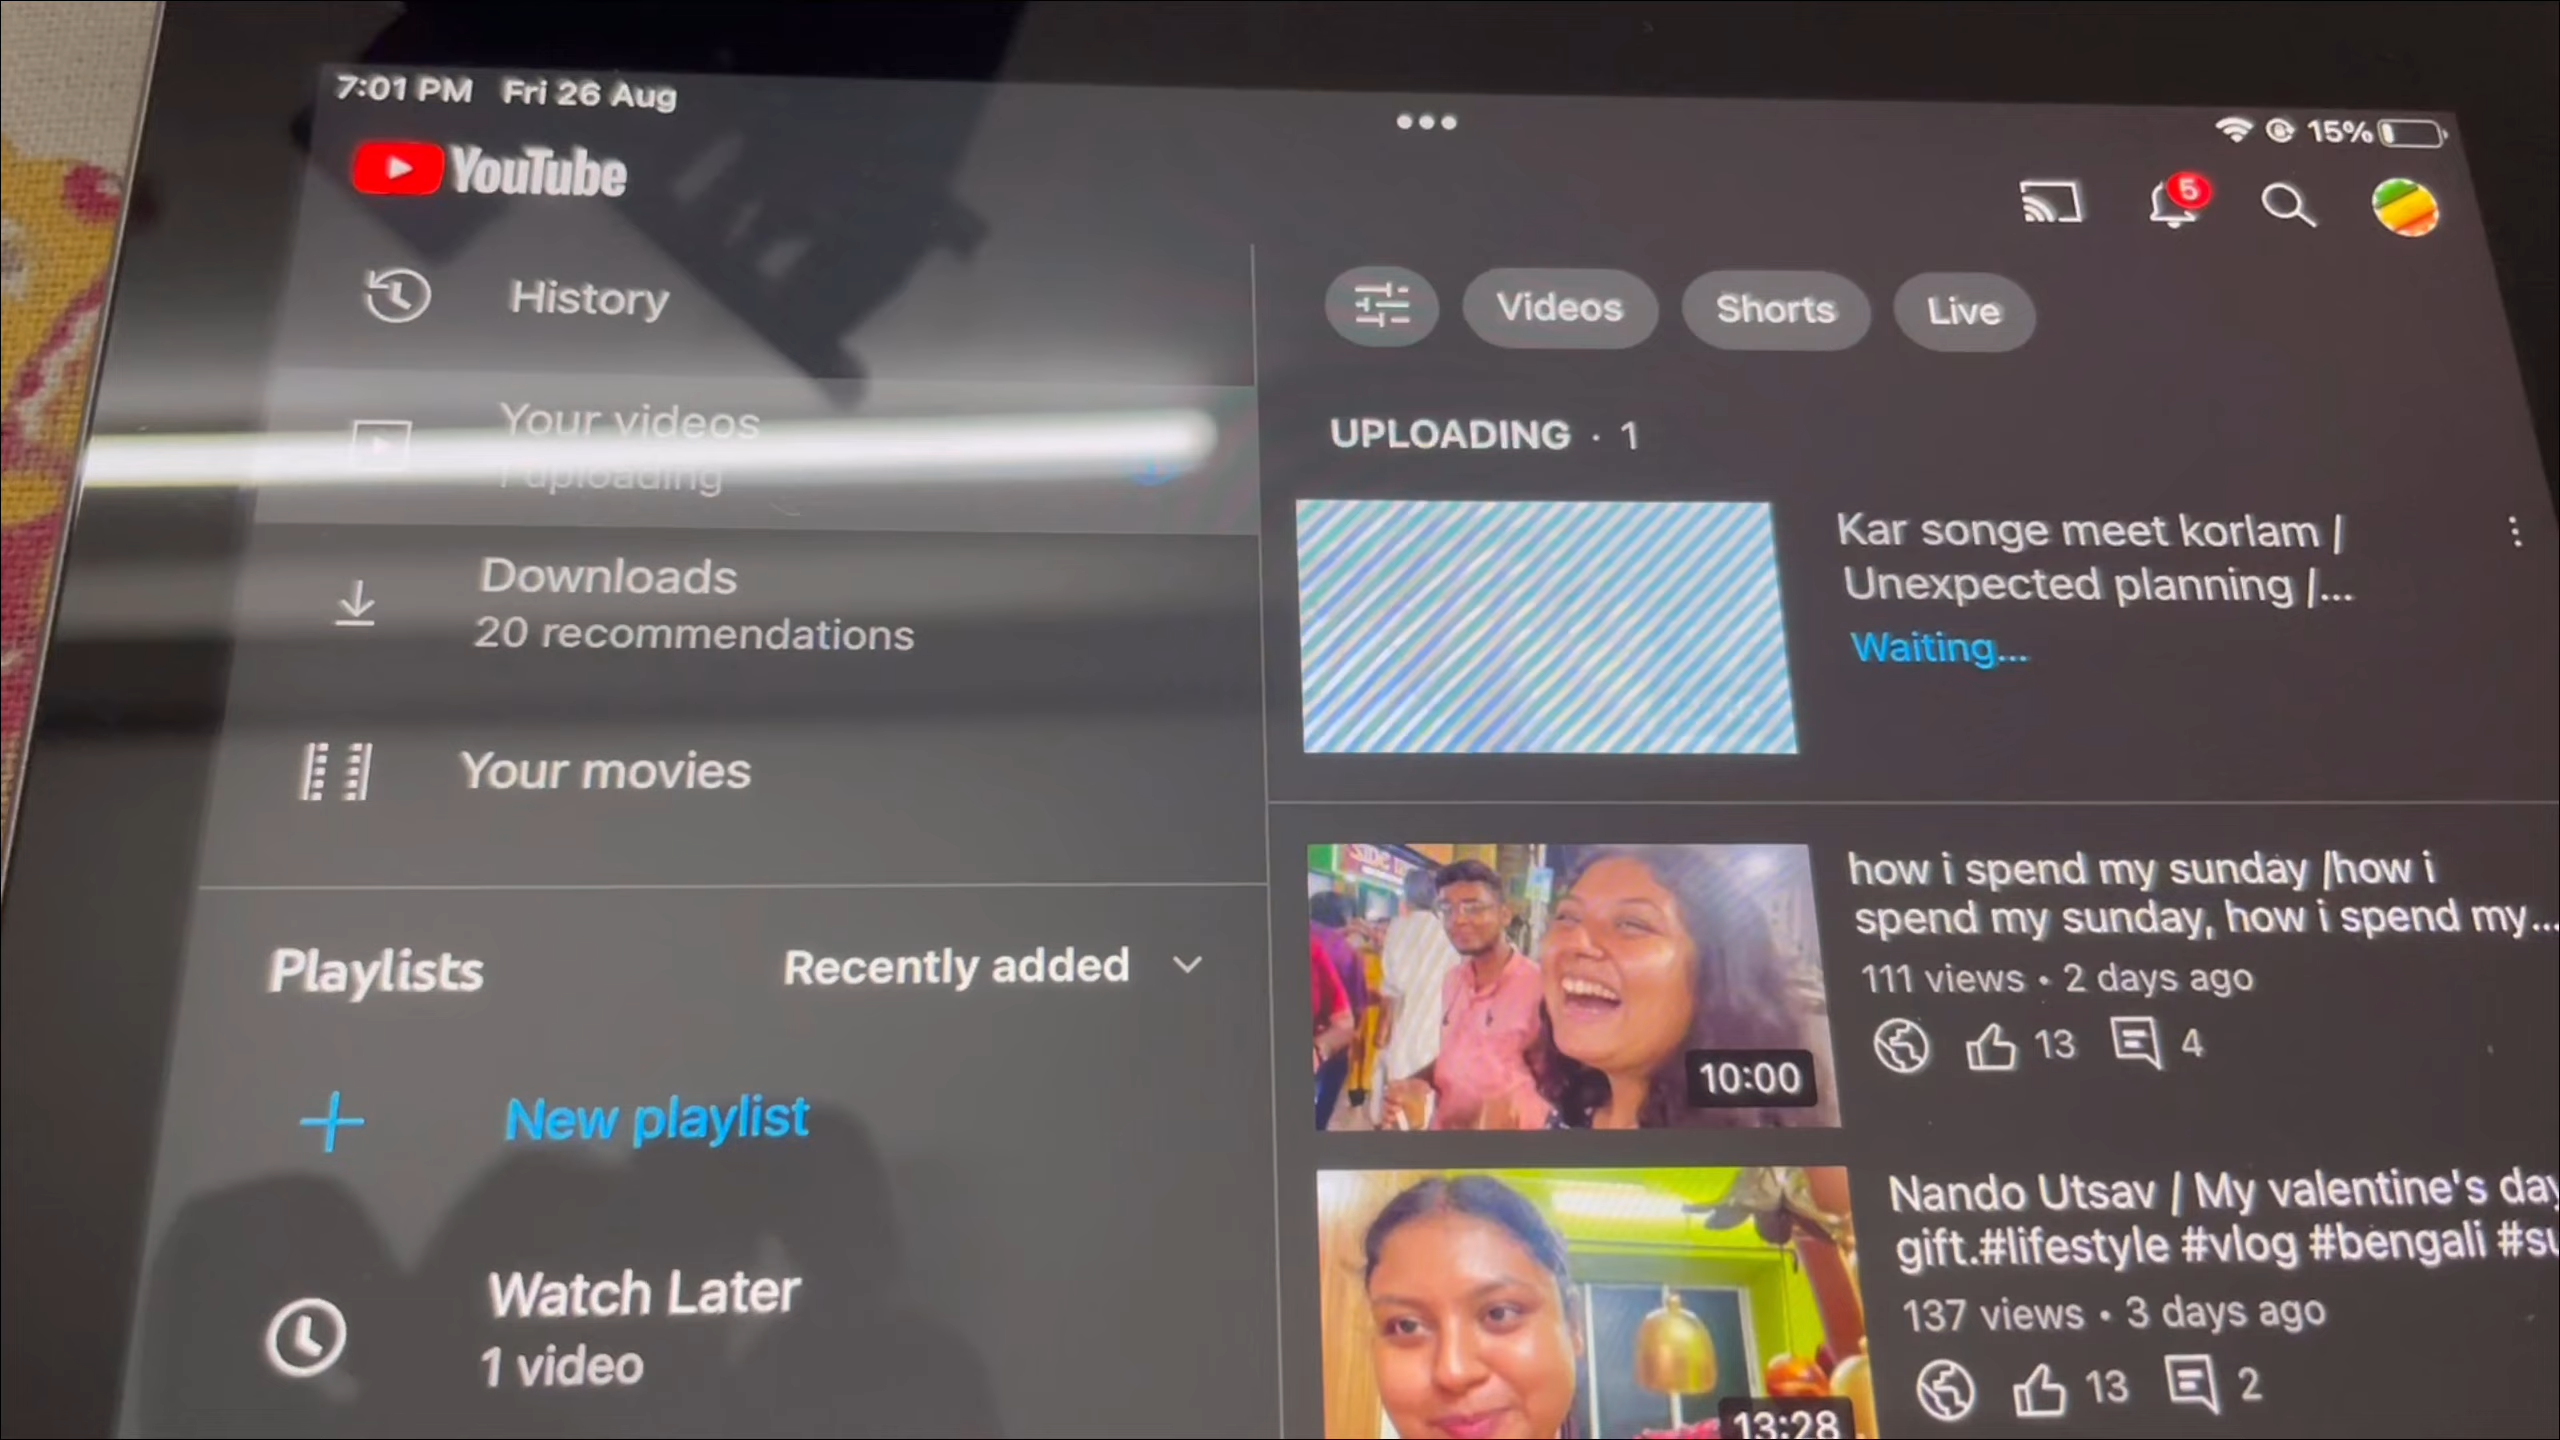 7:01 PM Fri 26 Aug
15%
YouTube
5
History
Videos
Shorts
Live
Your videos
1 uploading
UPLOADING · 1
Kar songe meet korlam |
Unexpected planning |...
Waiting...
Downloads
20 recommendations
Your movies
how i spend my sunday |how i
spend my sunday, how i spend my...
111 views • 2 days ago
13
4
10:00
Playlists
Recently added
New playlist
Nando Utsav | My valentine's day
gift.#lifestyle #vlog #bengali
137 views • 3 days ago
13
2
13:28
Watch Later
1 video